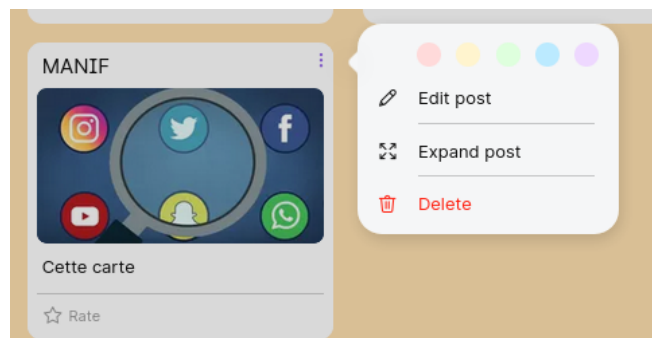 MANIF
Cette carte
Rate
Edit post
Expand post
Delete